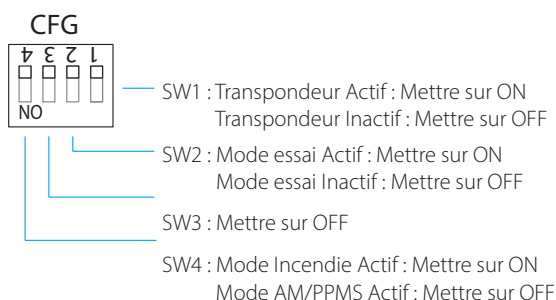 CFG
4 3 2 1
NO
SW1 : Transpondeur Actif : Mettre sur ON
Transpondeur Inactif : Mettre sur OFF
SW2 : Mode essai Actif : Mettre sur ON
Mode essai Inactif : Mettre sur OFF
SW3 : Mettre sur OFF
SW4 : Mode Incendie Actif : Mettre sur ON
Mode AM/PPMS Actif : Mettre sur OFF